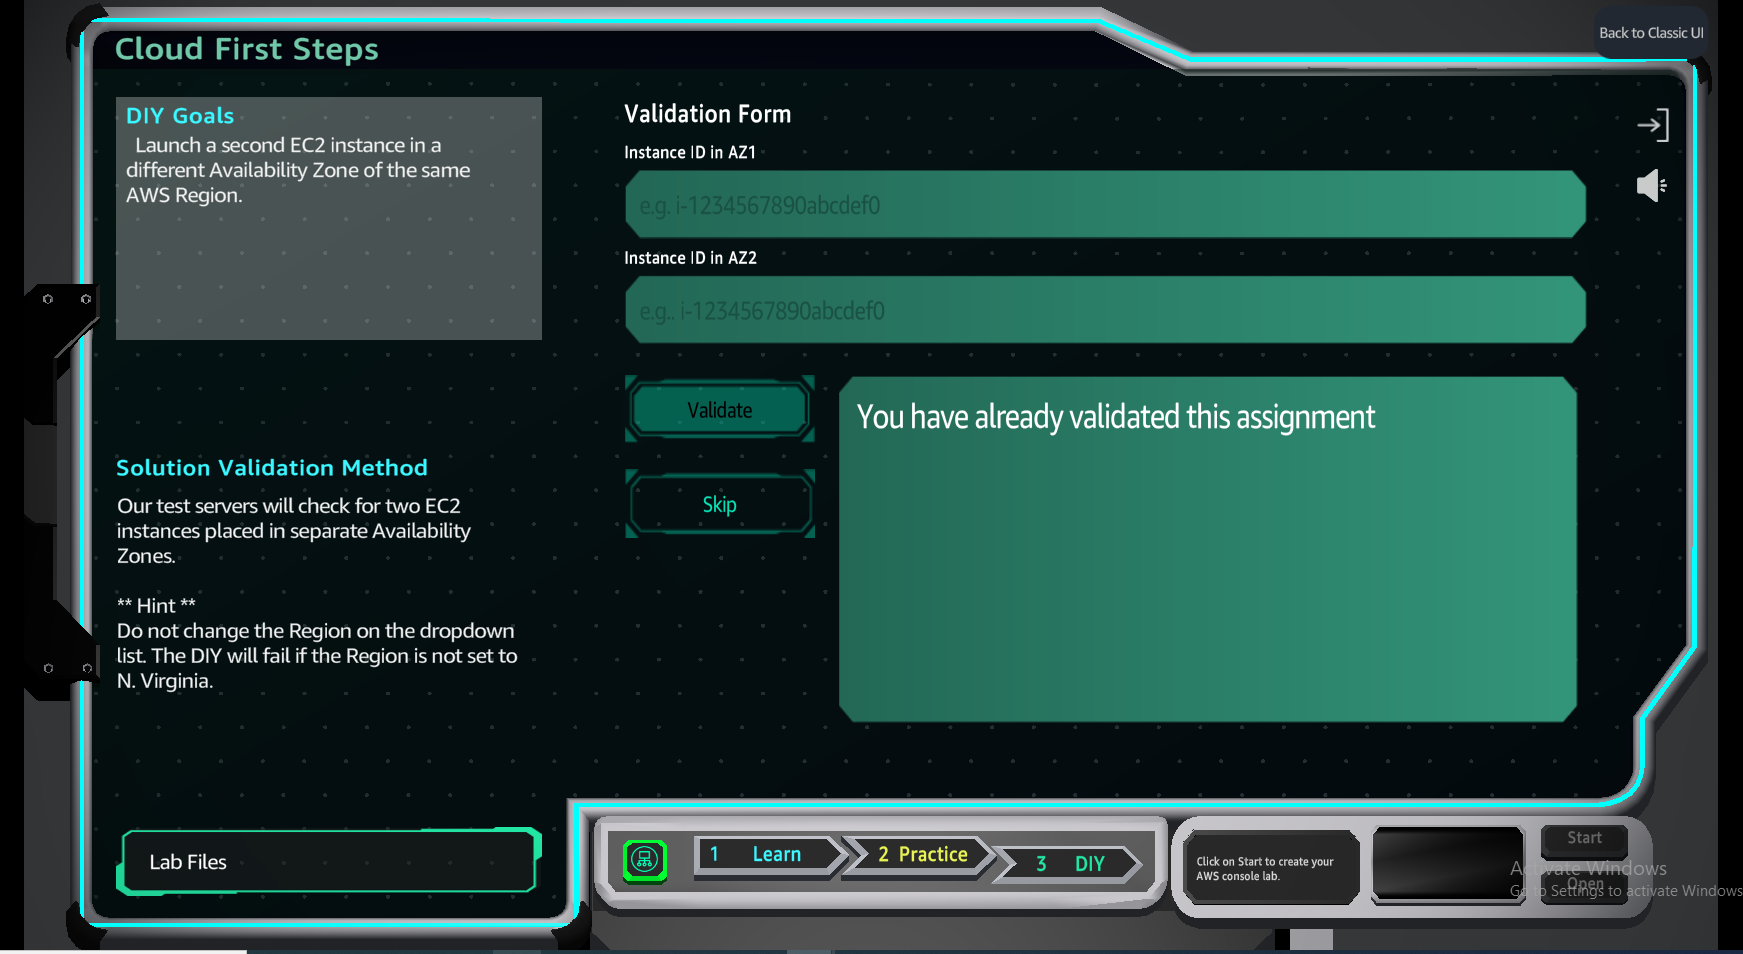 Back to Classic UI
Cloud First Steps
DIY Goals
Launch a second EC2 instance in a
different Availability Zone of the same
AWS Region.
Solution Validation Method
Our test servers will check for two EC2
instances placed in separate Availability
Zones.
** Hint **
Do not change the Region on the dropdown
list. The DIY will fail if the Region is not set to
N. Virginia.
Lab Files
Validation Form
Instance ID in AZ1
e.g. i-1234567890abcdef0
Instance ID in AZ2
e.g.. i-1234567890abcdef0
Validate
Skip
You have already validated this assignment
1 Learn
2 Practice
3 DIY
Click on Start to create your
AWS console lab.
Start
Open
Activate Windows
Go to Settings to activate Windows